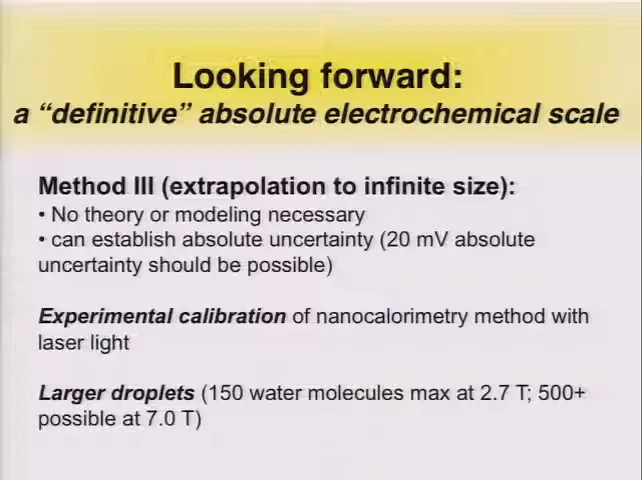 Looking forward:
a “definitive” absolute electrochemical scale
Method III (extrapolation to infinite size):
• No theory or modeling necessary
• can establish absolute uncertainty (20 mV absolute
uncertainty should be possible)
Experimental calibration of nanocalorimetry method with
laser light
Larger droplets (150 water molecules max at 2.7 T; 500+
possible at 7.0 T)